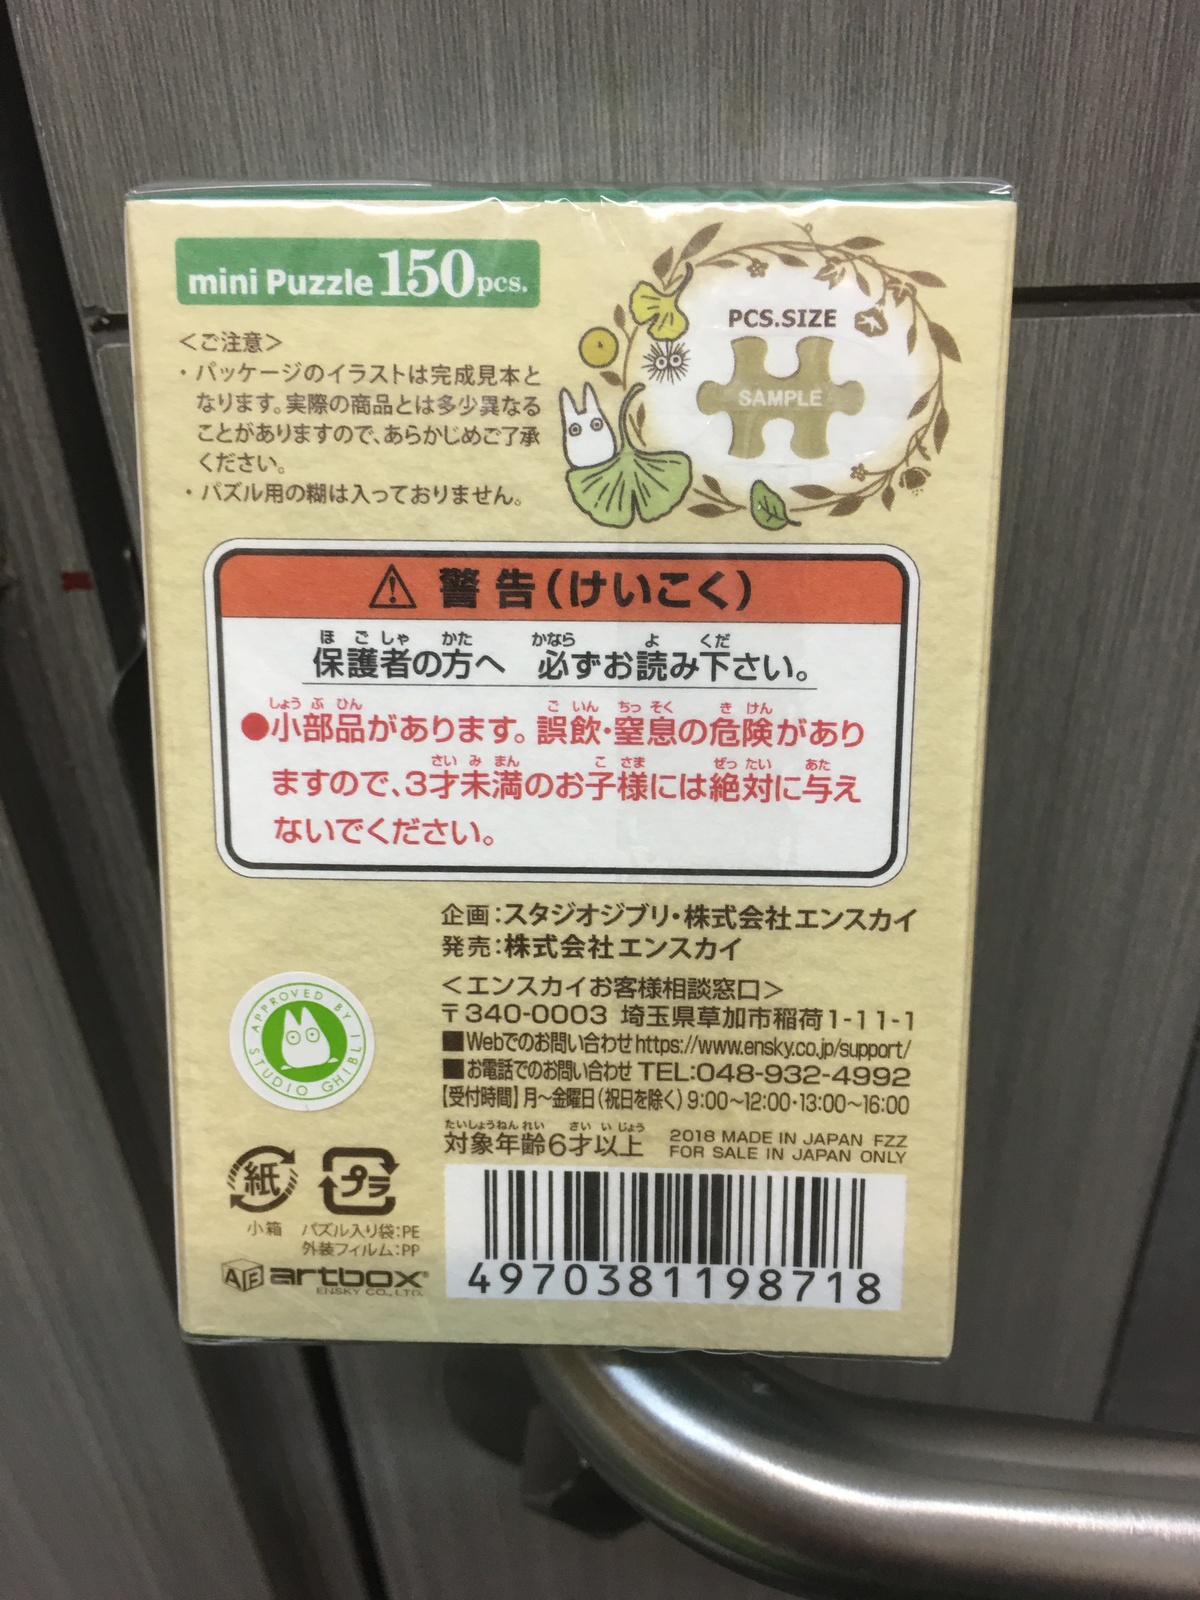 mini Puzzle 150 pcs.
＜ご注意＞
・パッケージのイラストは完成見本と
なります。実際の商品とは多少異なる
ことがありますので、あらかじめご了承
ください。
・パズル用の糊は入っておりません。
PCS.SIZE
SAMPLE
⚠ 警告(けいこく)
ほごしゃ かた かなら よ くだ
保護者の方へ 必ずお読み下さい。
しょうぶひん ごいん ちっそく きけん
●小部品があります。誤飲・窒息の危険があり
さいみまん こさま ぜったい あた
ますので、3才未満のお子様には絶対に与え
ないでください。
企画:スタジオジブリ・株式会社エンスカイ
発売:株式会社エンスカイ
＜エンスカイお客様相談窓口＞
〒340-0003 埼玉県草加市稲荷1-11-1
■Webでのお問い合わせ https://www.ensky.co.jp/support/
■お電話でのお問い合わせ TEL:048-932-4992
【受付時間】月～金曜日(祝日を除く) 9:00～12:00・13:00～16:00
たいしょうねんれい さいいじょう
対象年齢6才以上
2018 MADE IN JAPAN FZZ
FOR SALE IN JAPAN ONLY
APPROVED BY STUDIO GHIBLI
紙
プラ
小箱
パズル入り袋:PE
外装フィルム:PP
AE artbox®
ENSKY CO., LTD.
4970381198718